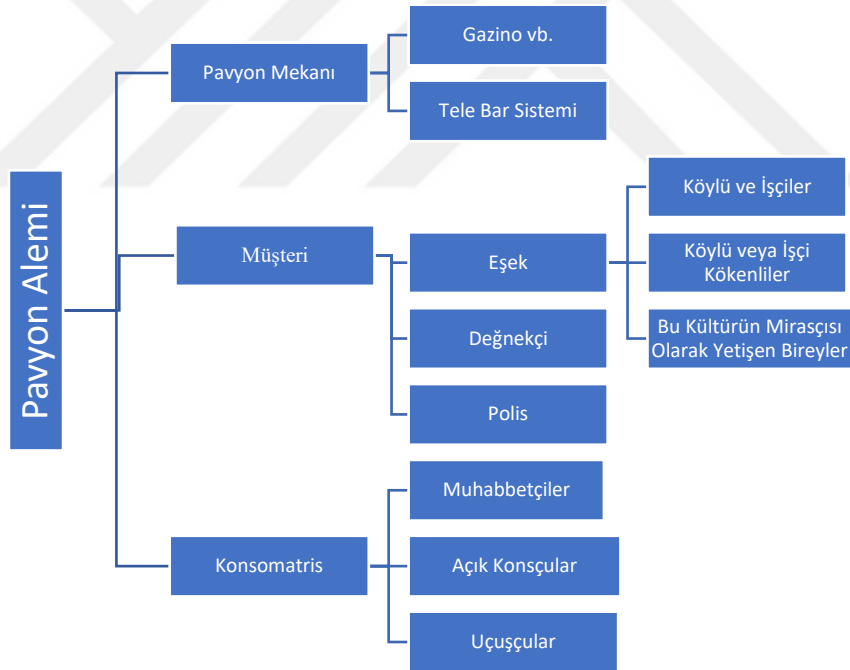 Pavyon Alemi
Pavyon Mekanı
Gazino vb.
Tele Bar Sistemi
Müşteri
Eşek
Köylü ve İşçiler
Köylü veya İşçi
Kökenliler
Bu Kültürün Mirasçısı
Olarak Yetişen Bireyler
Değnekçi
Polis
Konsomatris
Muhabbetçiler
Açık Konsçular
Uçuşçular